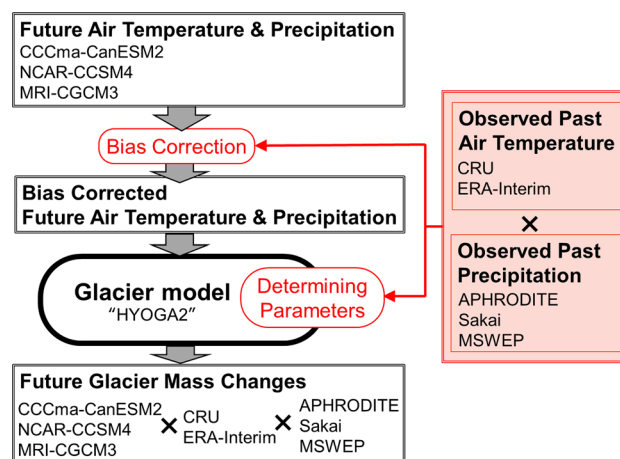 Future Air Temperature & Precipitation
CCCma-CanESM2
NCAR-CCSM4
MRI-CGCM3
Bias Correction
Bias Corrected
Future Air Temperature & Precipitation
Glacier model
“HYOGA2”
Determining
Parameters
Observed Past
Air Temperature
CRU
ERA-Interim
×
Observed Past
Precipitation
APHRODITE
Sakai
MSWEP
Future Glacier Mass Changes
CCCma-CanESM2
NCAR-CCSM4
MRI-CGCM3
×
CRU
ERA-Interim
×
APHRODITE
Sakai
MSWEP